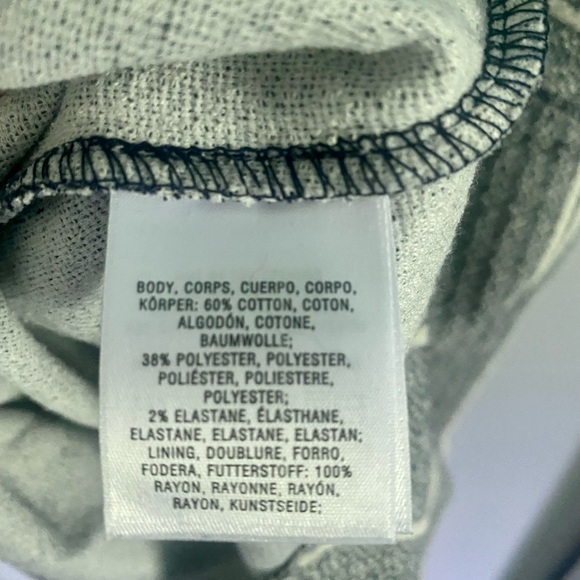 BODY, CORPS, CUERPO, CORPO,
KÖRPER: 60% COTTON, COTON,
ALGODÓN, COTONE,
BAUMWOLLE;
38% POLYESTER, POLYESTER,
POLIÉSTER, POLIESTERE,
POLYESTER;
2% ELASTANE, ÉLASTHANE,
ELASTANE, ELASTANE, ELASTAN;
LINING, DOUBLURE, FORRO,
FODERA, FUTTERSTOFF: 100%
RAYON, RAYONNE, RAYÓN,
RAYON, KUNSTSEIDE;